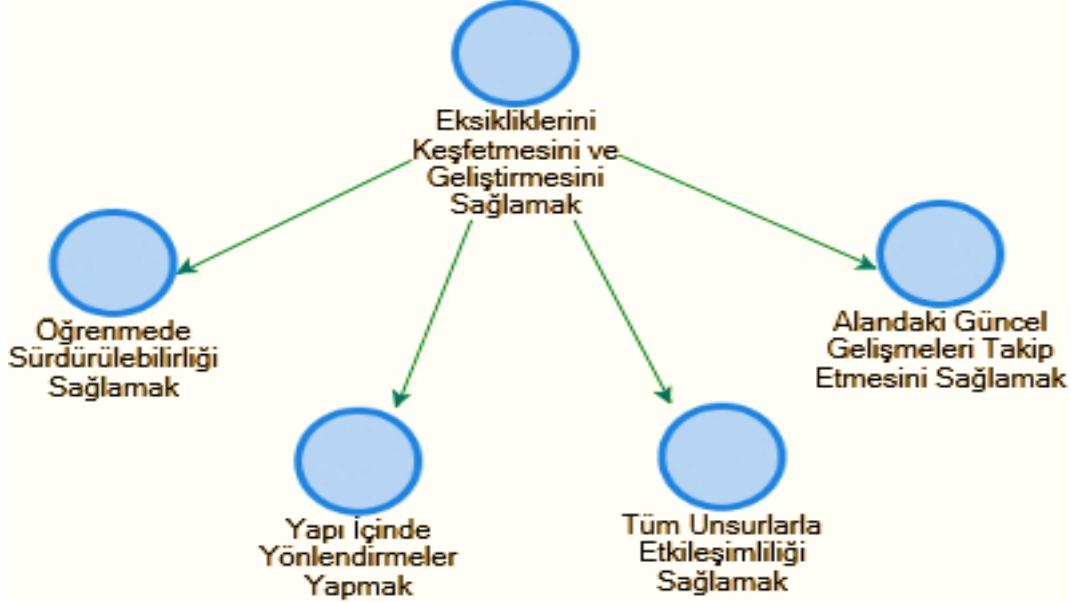 Eksikliklerini
Keşfetmesini ve
Geliştirmesini
Sağlamak
Öğrenmede
Sürdürülebilirliği
Sağlamak
Yapı İçinde
Yönlendirmeler
Yapmak
Tüm Unsurlarla
Etkileşimliliği
Sağlamak
Alandaki Güncel
Gelişmeleri Takip
Etmesini Sağlamak